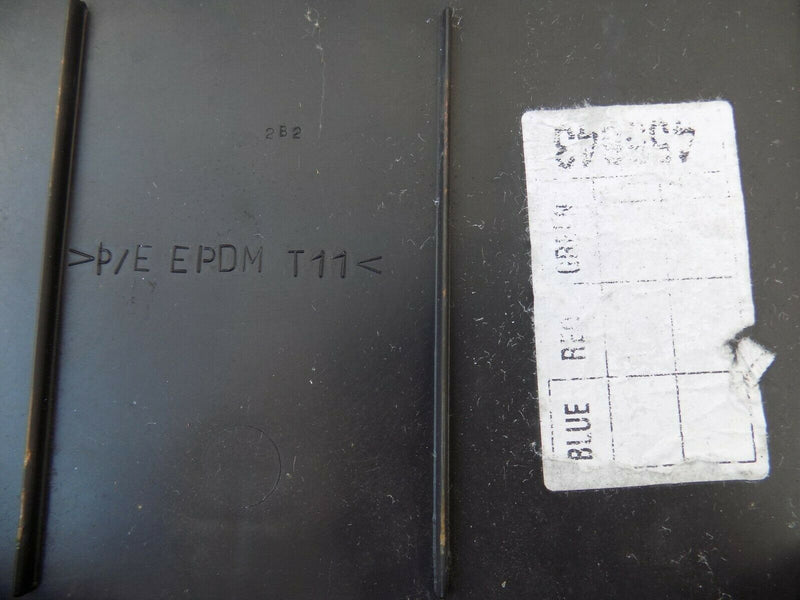 2B2
>P/E EPDM T11<
GREEN
RED
BLUE